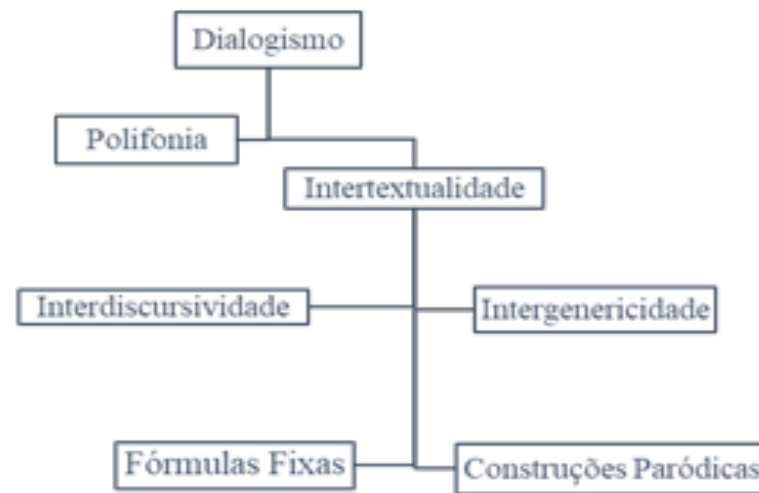 Dialogismo
Polifonia
Intertextualidade
Interdiscursividade
Intergenericidade
Fórmulas Fixas
Construções Paródicas